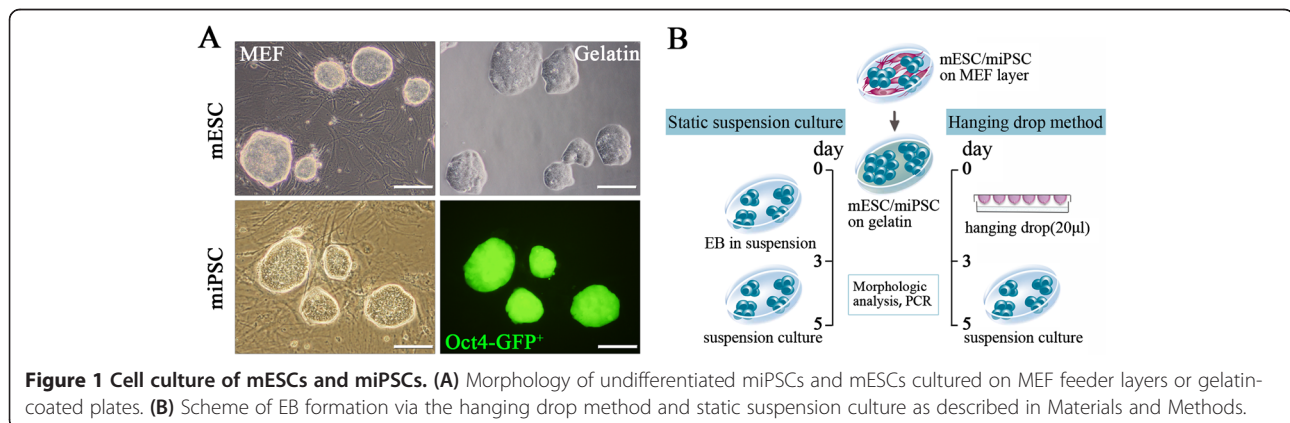 A
MEF
Gelatin
mESC
miPSC
Oct4-GFP⁺
B
mESC/miPSC
on MEF layer
Static suspension culture
Hanging drop method
day
0
day
0
mESC/miPSC
on gelatin
EB in suspension
hanging drop(20μl)
3
3
Morphologic
analysis, PCR
5
5
suspension culture
suspension culture
Figure 1 Cell culture of mESCs and miPSCs. (A) Morphology of undifferentiated miPSCs and mESCs cultured on MEF feeder layers or gelatin-
coated plates. (B) Scheme of EB formation via the hanging drop method and static suspension culture as described in Materials and Methods.